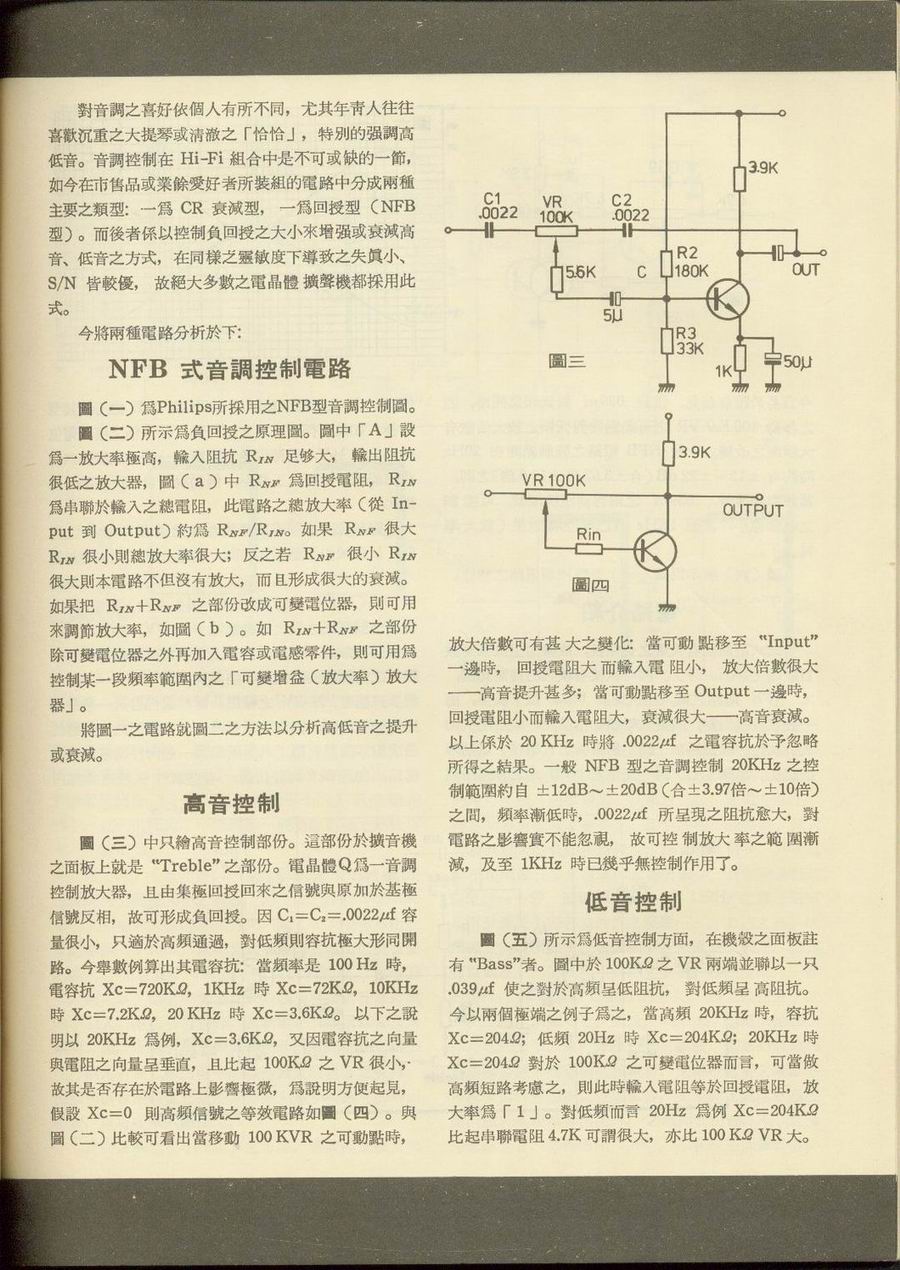 對音調之喜好依個人有所不同，尤其年靑人往往
喜歡沉重之大提琴或清澈之「恰恰」，特別的强調高
低音。音調控制在 Hi-Fi 組合中是不可或缺的一節，
如今在市售品或業餘愛好者所裝組的電路中分成兩種
主要之類型：一爲 CR 衰減型，一爲回授型（NFB
型）。而後者係以控制負回授之大小來增强或衰減高
音、低音之方式，在同樣之靈敏度下導致之失眞小、
S/N 皆較優，故絕大多數之電晶體 擴聲機都採用此
式。
今將兩種電路分析於下：
NFB 式音調控制電路
圖（一）爲Philips所採用之NFB型音調控制圖。
圖（二）所示爲負回授之原理圖。圖中「A」設
爲一放大率極高，輸入阻抗 RIN 足够大，輸出阻抗
很低之放大器，圖（a）中 RNF 爲回授電阻，RIN
爲串聯於輸入之總電阻，此電路之總放大率（從 In-
put 到 Output）約爲 RNF/RIN。如果 RNF 很大
RIN 很小則總放大率很大；反之若 RNF 很小 RIN
很大則本電路不但沒有放大，而且形成很大的衰減。
如果把 RIN+RNF 之部份改成可變電位器，則可用
來調節放大率，如圖（b）。如 RIN+RNF 之部份
除可變電位器之外再加入電容或電感零件，則可用爲
控制某一段頻率範圍內之「可變增益（放大率）放大
器」。
將圖一之電路就圖二之方法以分析高低音之提升
或衰減。
高音控制
圖（三）中只繪高音控制部份。這部份於擴音機
之面板上就是 “Treble” 之部份。電晶體Q爲一音調
控制放大器，且由集極回授回來之信號與原加於基極
信號反相，故可形成負回授。因 C₁=C₂=.0022μf 容
量很小，只適於高頻通過，對低頻則容抗極大形同開
路。今舉數例算出其電容抗：當頻率是 100 Hz 時，
電容抗 Xc=720KΩ，1KHz 時 Xc=72KΩ，10KHz
時 Xc=7.2KΩ，20 KHz 時 Xc=3.6KΩ。以下之說
明以 20KHz 爲例，Xc=3.6KΩ，又因電容抗之向量
與電阻之向量呈垂直，且比起 100KΩ 之 VR 很小，
故其是否存在於電路上影響極微，爲說明方便起見，
假設 Xc=0 則高頻信號之等效電路如圖（四）。與
圖（二）比較可看出當移動 100 KVR 之可動點時，
3.9K
C1
.0022
VR
100K
C2
.0022
5.6K
C
R2
180K
OUT
5μ
R3
33K
1K
50μ
圖三
3.9K
VR 100K
OUTPUT
Rin
圖四
放大倍數可有甚 大之變化：當可動 點移至 “Input”
一邊時，回授電阻大 而輸入電 阻小，放大倍數很大
——高音提升甚多；當可動點移至 Output 一邊時，
回授電阻小而輸入電阻大，衰減很大——高音衰減。
以上係於 20 KHz 時將 .0022μf 之電容抗於予忽略
所得之結果。一般 NFB 型之音調控制 20KHz 之控
制範圍約自 ±12dB～±20dB（合±3.97倍～±10倍）
之間，頻率漸低時，.0022μf 所呈現之阻抗愈大，對
電路之影響實不能忽視，故可控 制放大 率之範 圍漸
減，及至 1KHz 時已幾乎無控制作用了。
低音控制
圖（五）所示爲低音控制方面，在機殼之面板註
有 “Bass”者。圖中於 100KΩ 之 VR 兩端並聯以一只
.039μf 使之對於高頻呈低阻抗，對低頻呈 高阻抗。
今以兩個極端之例子爲之，當高頻 20KHz 時，容抗
Xc=204Ω；低頻 20Hz 時 Xc=204KΩ；20KHz 時
Xc=204Ω 對於 100KΩ 之可變電位器而言，可當做
高頻短路考慮之，則此時輸入電阻等於回授電阻，放
大率爲「1」。對低頻而言 20Hz 爲例 Xc=204KΩ
比起串聯電阻 4.7K 可謂很大，亦比 100 KΩ VR 大。